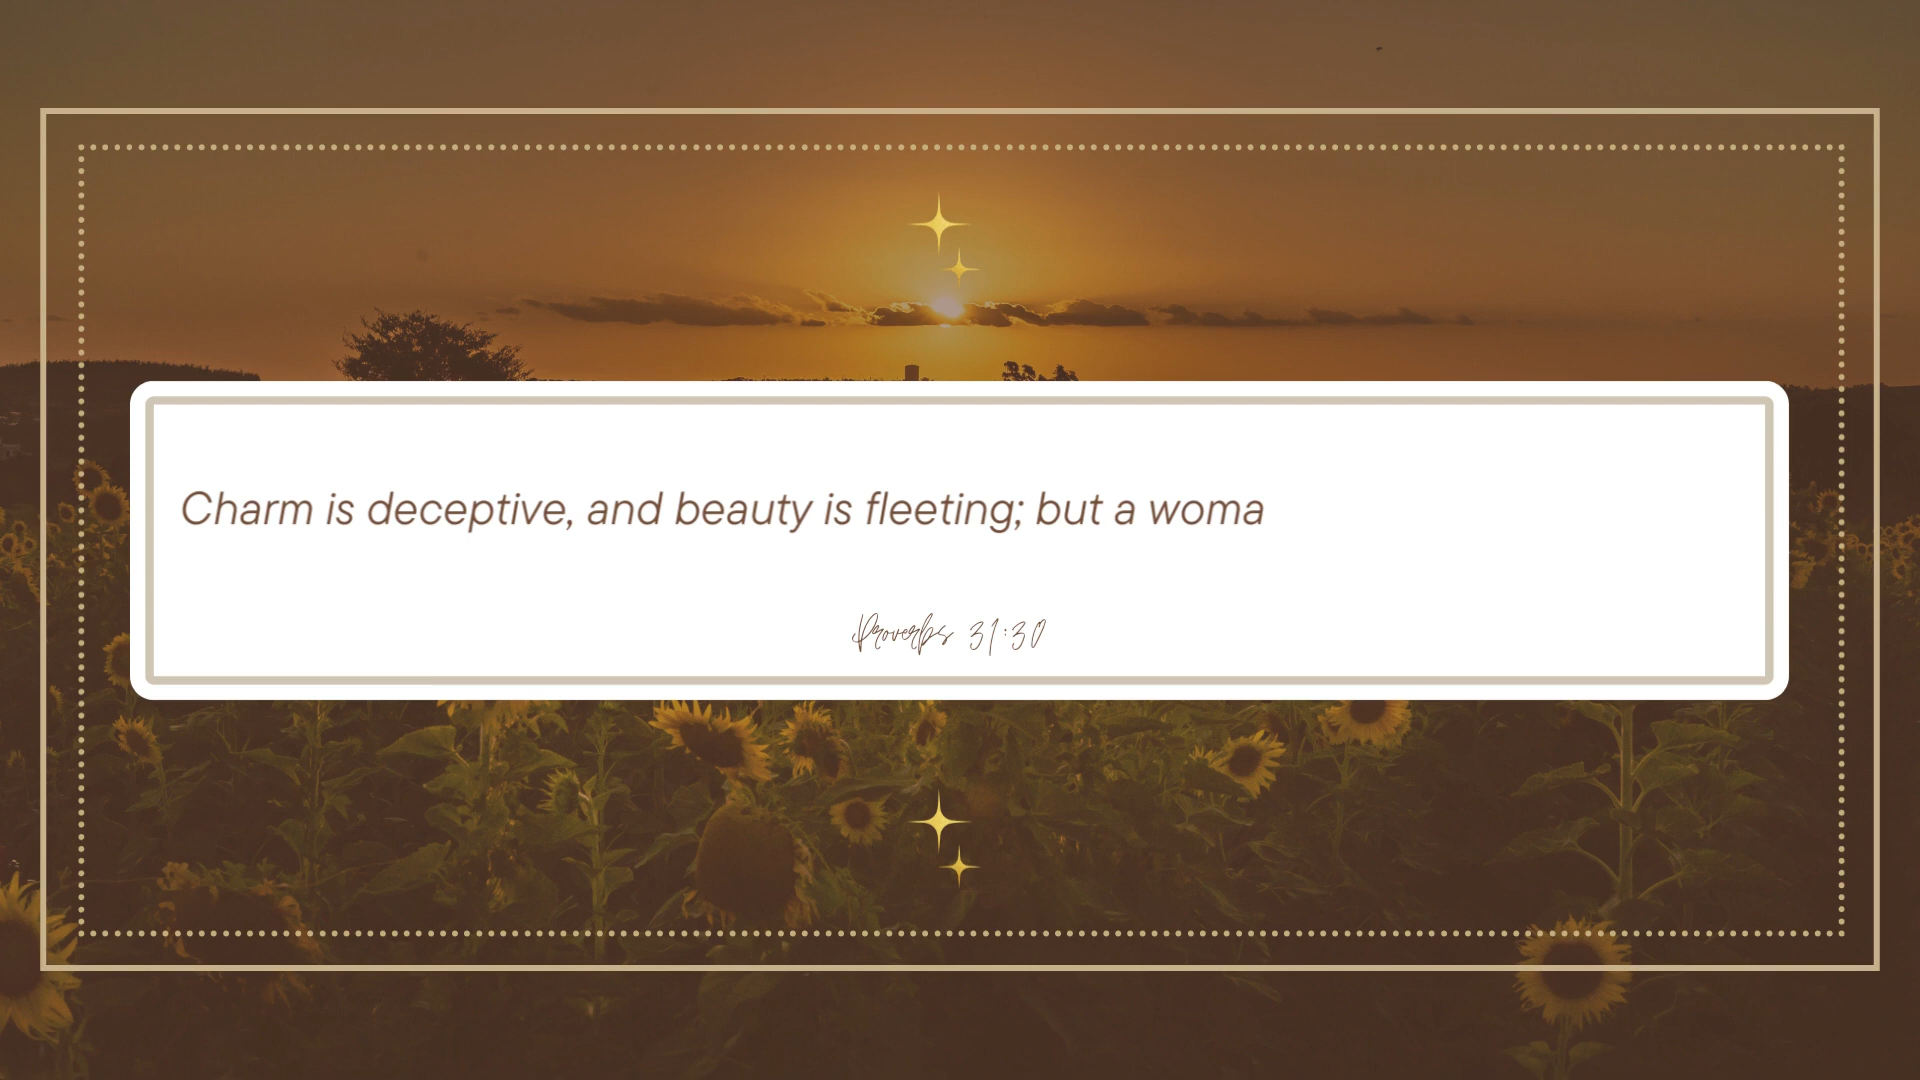 Charm is deceptive, and beauty is fleeting; but a woma
Proverbs 31:30